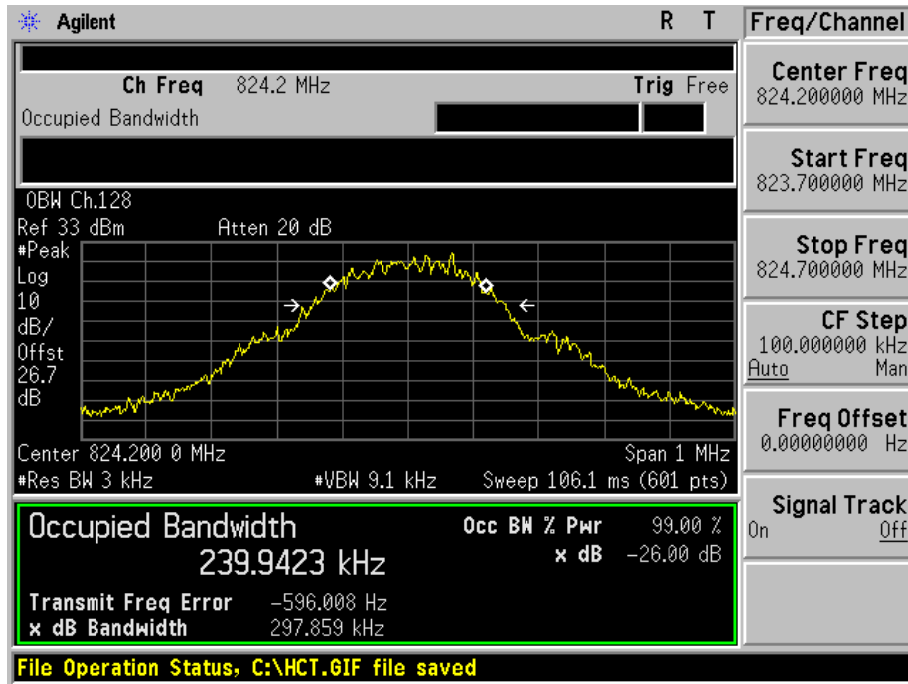 Agilent R T Freq/Channel
Ch Freq 824.2 MHz Trig Free
Occupied Bandwidth
Center Freq
824.200000 MHz
Start Freq
823.700000 MHz
Stop Freq
824.700000 MHz
CF Step
100.000000 kHz
Auto Man
Freq Offset
0.00000000 Hz
Signal Track
On Off
OBW Ch.128
Ref 33 dBm Atten 20 dB
#Peak
Log
10
dB/
Offst
26.7
dB
Center 824.200 0 MHz Span 1 MHz
#Res BW 3 kHz #VBW 9.1 kHz Sweep 106.1 ms (601 pts)
Occupied Bandwidth Occ BW % Pwr 99.00 %
239.9423 kHz x dB -26.00 dB
Transmit Freq Error -596.008 Hz
x dB Bandwidth 297.859 kHz
File Operation Status, C:\HCT.GIF file saved